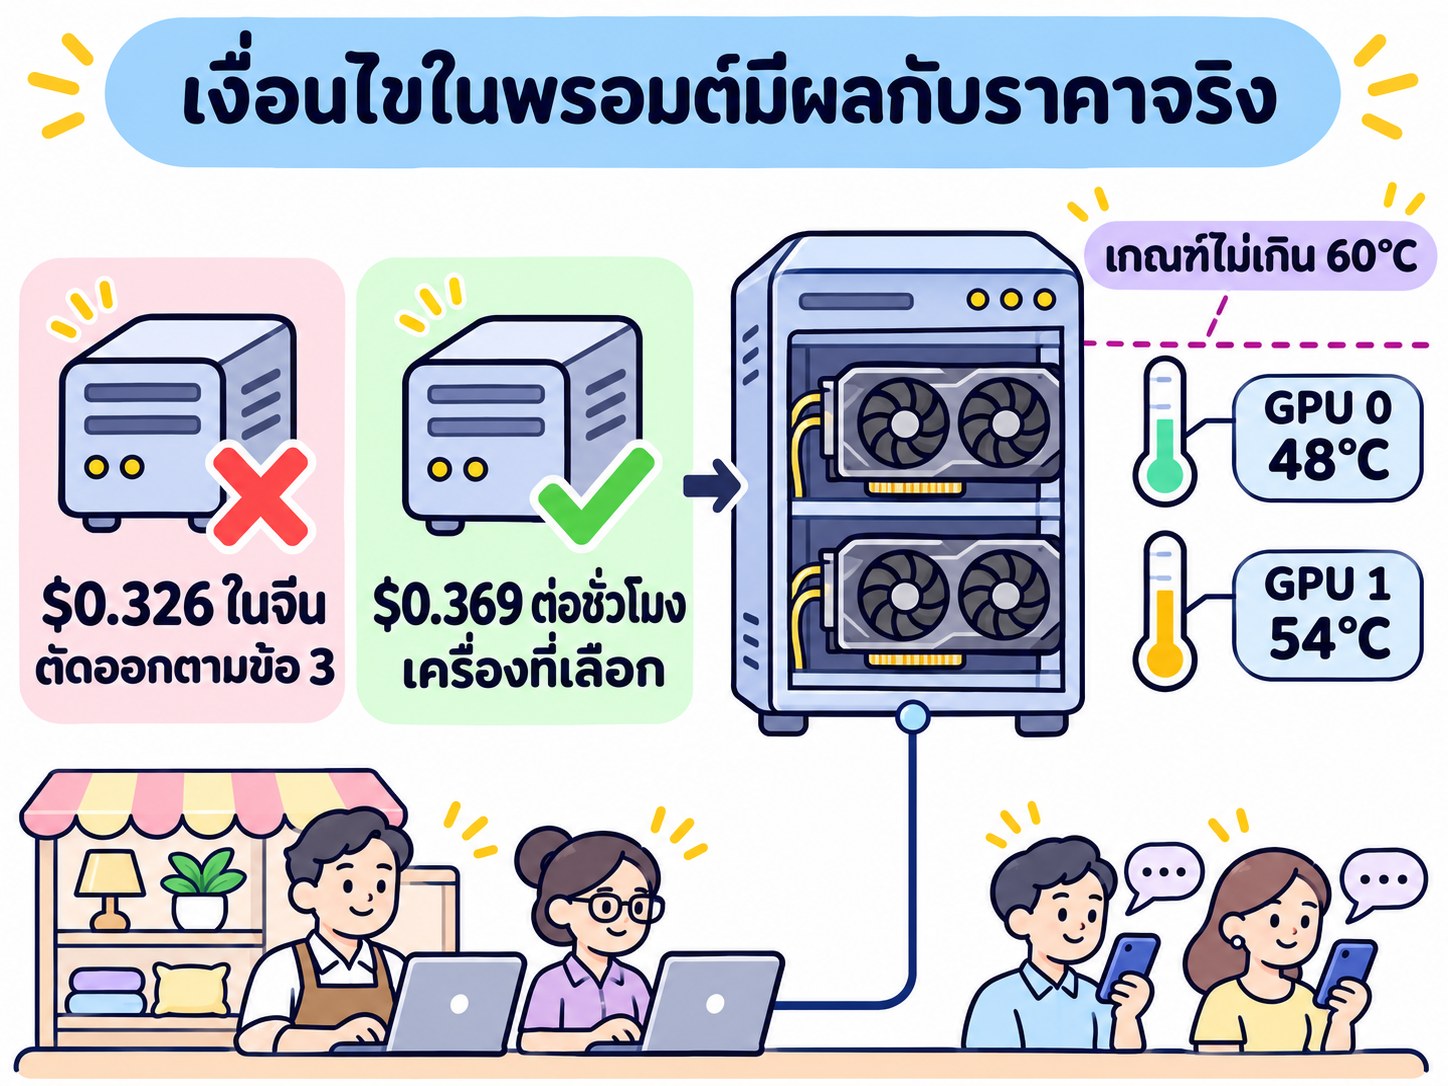 เงื่อนไขในพรอมต์มีผลกับราคาจริง
$0.326 ในจีน
ตัดออกตามข้อ 3
$0.369 ต่อชั่วโมง
เครื่องที่เลือก
เกณฑ์ไม่เกิน 60°C
GPU 0
48°C
GPU 1
54°C